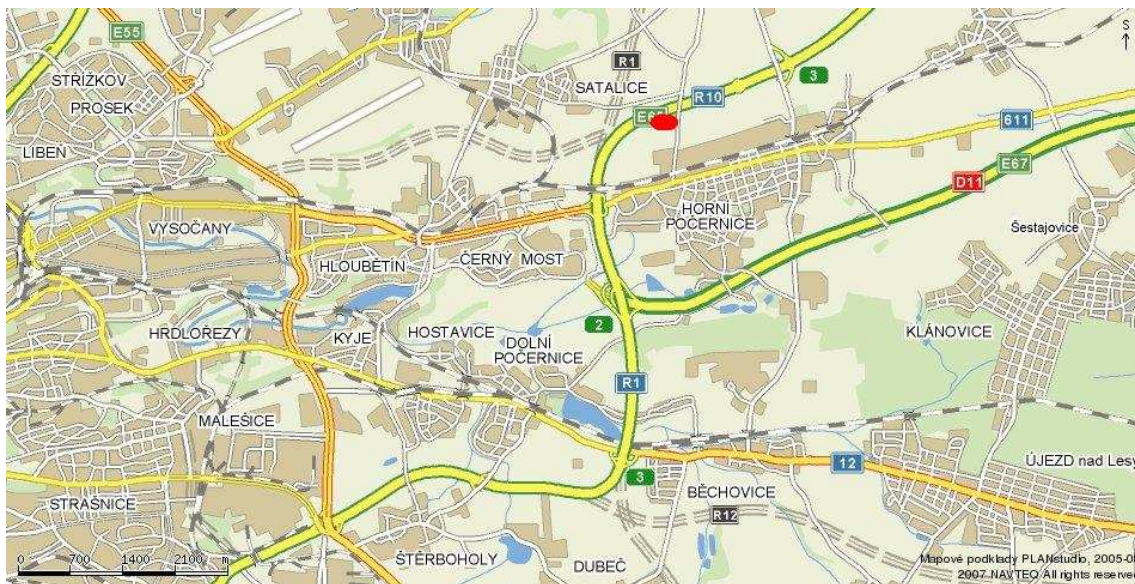 E55
S
R1
3
STŘÍŽKOV
SATALICE
R10
PROSEK
611
LIBEŇ
E67
D11
HORNÍ
POČERNICE
VYSOČANY
Šestajovice
ČERNÝ MOST
HLOUBĚTÍN
2
HRDLOŘEZY
KYJE
HOSTAVICE
DOLNÍ
POČERNICE
KLÁNOVICE
R1
MALEŠICE
12
ÚJEZD nad Lesy
3
STRAŠNICE
BĚCHOVICE
R12
0 700 1400 2100 m
ŠTĚRBOHOLY
DUBEČ
Mapové podklady PLANstudio, 2005-0
2007 NAVTEQ All rights reserve